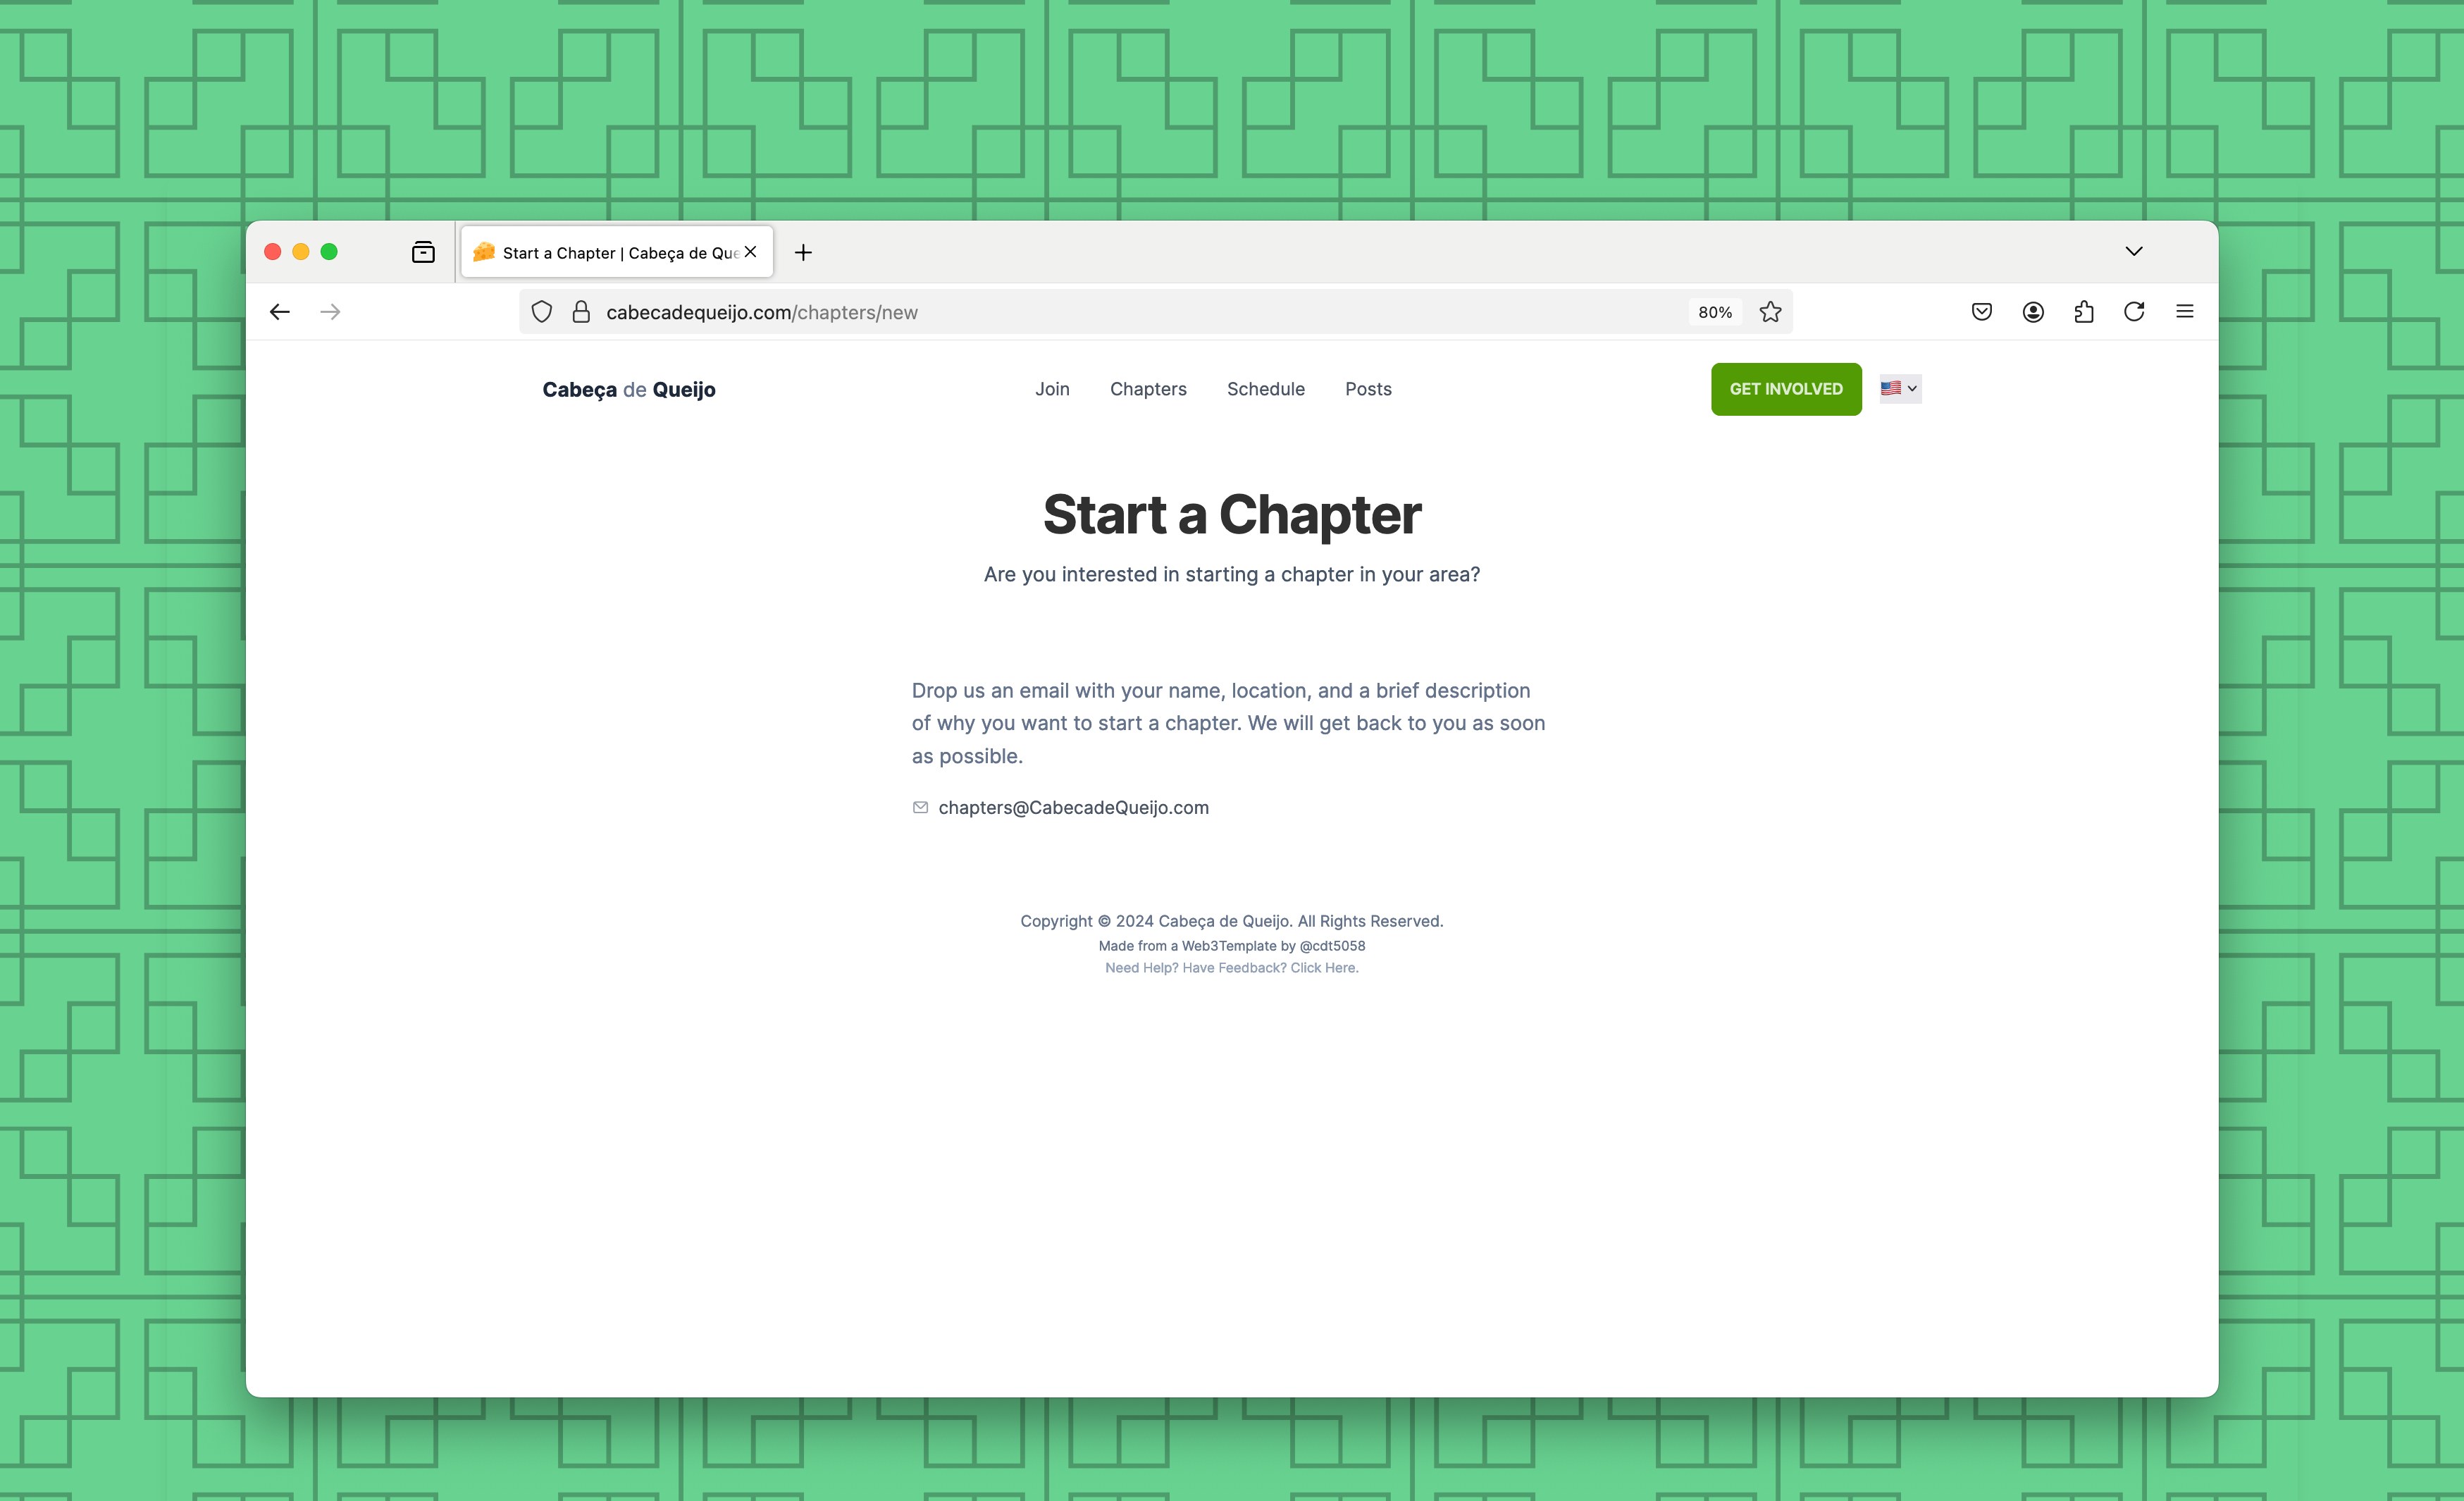 Start a Chapter | Cabeça de Que
cabecadequeijo.com/chapters/new
80%
Cabeça de Queijo
Join
Chapters
Schedule
Posts
GET INVOLVED
Start a Chapter
Are you interested in starting a chapter in your area?
Drop us an email with your name, location, and a brief description
of why you want to start a chapter. We will get back to you as soon
as possible.
chapters@CabecadeQueijo.com
Copyright © 2024 Cabeça de Queijo. All Rights Reserved.
Made from a Web3Template by @cdt5058
Need Help? Have Feedback? Click Here.